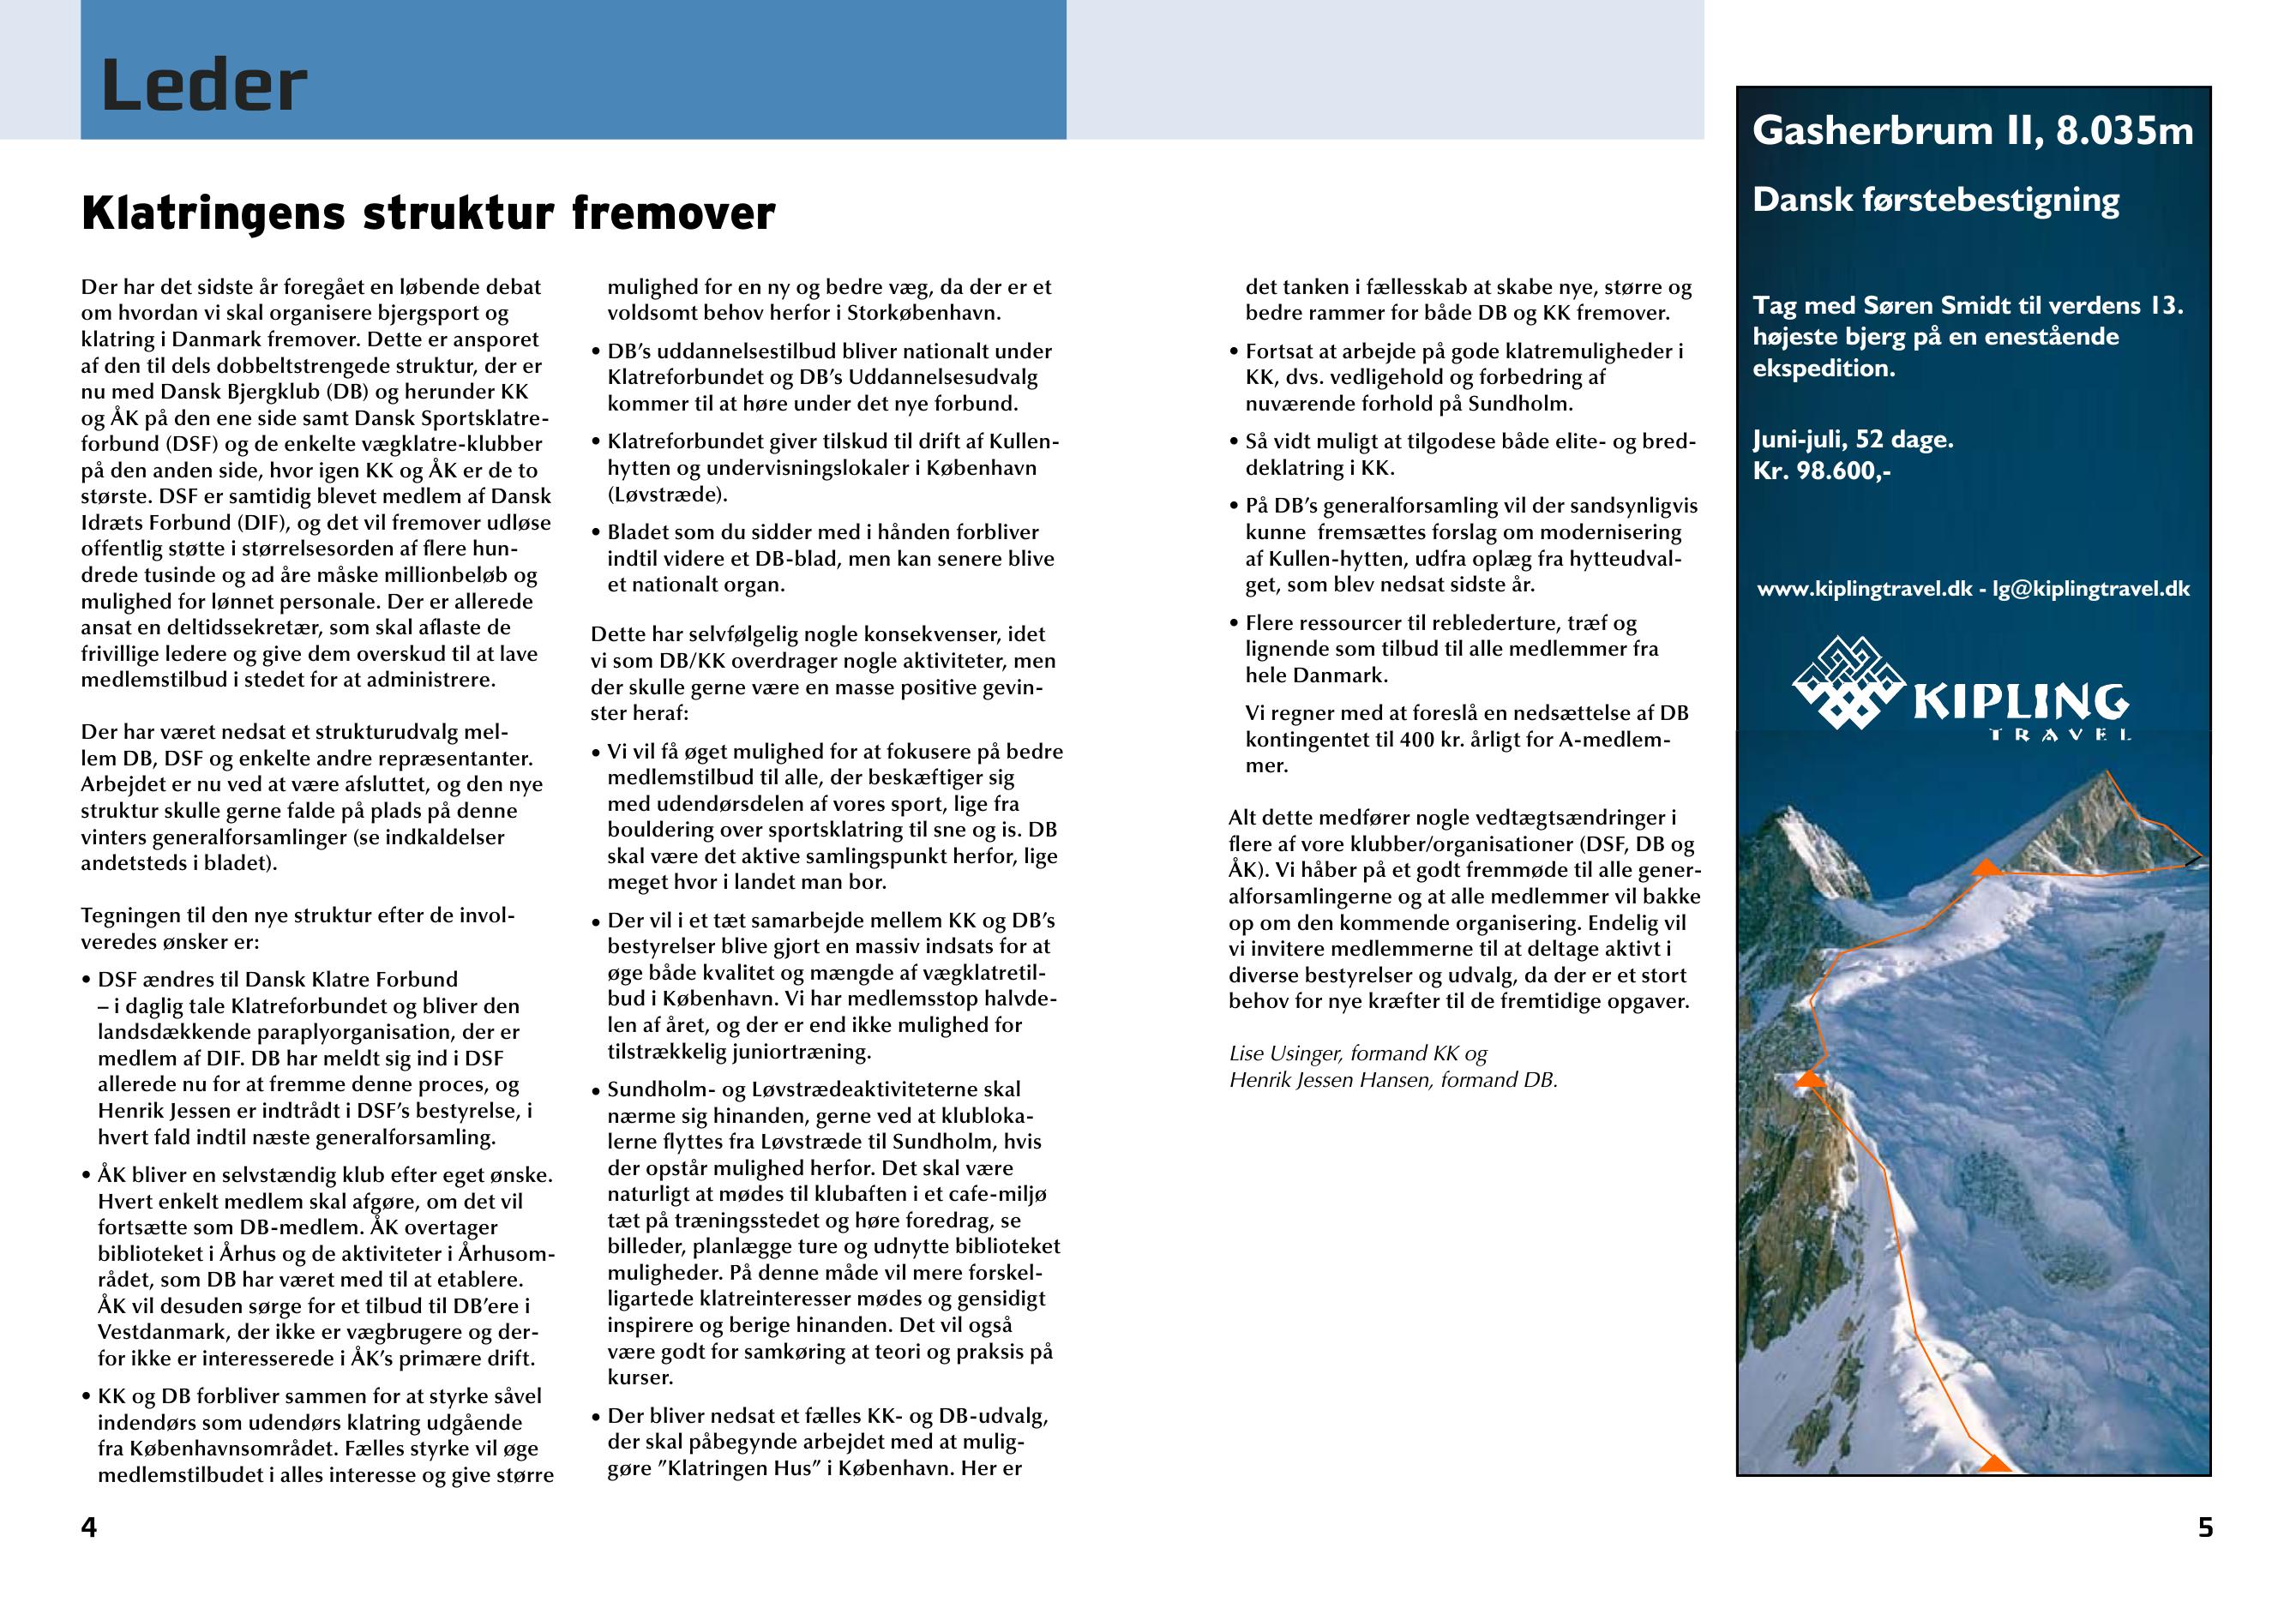 Leder
Klatringens struktur fremover
Der har det sidste år foregået en løbende debat
om hvordan vi skal organisere bjergsport og
klatring i Danmark fremover. Dette er ansporet
af den til dels dobbeltstrengede struktur, der er
nu med Dansk Bjergklub (DB) og herunder KK
og ÅK på den ene side samt Dansk Sportsklatre-
forbund (DSF) og de enkelte vægklatre-klubber
på den anden side, hvor igen KK og ÅK er de to
største. DSF er samtidig blevet medlem af Dansk
Idræts Forbund (DIF), og det vil fremover udløse
offentlig støtte i størrelsesorden af flere hun-
drede tusinde og ad åre måske millionbeløb og
mulighed for lønnet personale. Der er allerede
ansat en deltidssekretær, som skal aflaste de
frivillige ledere og give dem overskud til at lave
medlemstilbud i stedet for at administrere.
Der har været nedsat et strukturudvalg mel-
lem DB, DSF og enkelte andre repræsentanter.
Arbejdet er nu ved at være afsluttet, og den nye
struktur skulle gerne falde på plads på denne
vinters generalforsamlinger (se indkaldelser
andetsteds i bladet).
Tegningen til den nye struktur efter de invol-
veredes ønsker er:
• DSF ændres til Dansk Klatre Forbund
– i daglig tale Klatreforbundet og bliver den
landsdækkende paraplyorganisation, der er
medlem af DIF. DB har meldt sig ind i DSF
allerede nu for at fremme denne proces, og
Henrik Jessen er indtrådt i DSF's bestyrelse, i
hvert fald indtil næste generalforsamling.
• ÅK bliver en selvstændig klub efter eget ønske.
Hvert enkelt medlem skal afgøre, om det vil
fortsætte som DB-medlem. ÅK overtager
biblioteket i Århus og de aktiviteter i Århusom-
rådet, som DB har været med til at etablere.
ÅK vil desuden sørge for et tilbud til DB'ere i
Vestdanmark, der ikke er vægbrugere og der-
for ikke er interesserede i ÅK's primære drift.
• KK og DB forbliver sammen for at styrke såvel
indendørs som udendørs klatring udgående
fra Københavnsområdet. Fælles styrke vil øge
medlemstilbudet i alles interesse og give større
mulighed for en ny og bedre væg, da der er et
voldsomt behov herfor i Storkøbenhavn.
• DB's uddannelsestilbud bliver nationalt under
Klatreforbundet og DB's Uddannelsesudvalg
kommer til at høre under det nye forbund.
• Klatreforbundet giver tilskud til drift af Kullen-
hytten og undervisningslokaler i København
(Løvstræde).
• Bladet som du sidder med i hånden forbliver
indtil videre et DB-blad, men kan senere blive
et nationalt organ.
Dette har selvfølgelig nogle konsekvenser, idet
vi som DB/KK overdrager nogle aktiviteter, men
der skulle gerne være en masse positive gevin-
ster heraf:
• Vi vil få øget mulighed for at fokusere på bedre
medlemstilbud til alle, der beskæftiger sig
med udendørsdelen af vores sport, lige fra
bouldering over sportsklatring til sne og is. DB
skal være det aktive samlingspunkt herfor, lige
meget hvor i landet man bor.
• Der vil i et tæt samarbejde mellem KK og DB's
bestyrelser blive gjort en massiv indsats for at
øge både kvalitet og mængde af vægklatretil-
bud i København. Vi har medlemsstop halvde-
len af året, og der er end ikke mulighed for
tilstrækkelig juniortræning.
• Sundholm- og Løvstrædeaktiviteterne skal
nærme sig hinanden, gerne ved at klubloka-
lerne flyttes fra Løvstræde til Sundholm, hvis
der opstår mulighed herfor. Det skal være
naturligt at mødes til klubaften i et cafe-miljø
tæt på træningsstedet og høre foredrag, se
billeder, planlægge ture og udnytte biblioteket
muligheder. På denne måde vil mere forskel-
ligartede klatreinteresser mødes og gensidigt
inspirere og berige hinanden. Det vil også
være godt for samkøring at teori og praksis på
kurser.
• Der bliver nedsat et fælles KK- og DB-udvalg,
der skal påbegynde arbejdet med at mulig-
gøre ”Klatringen Hus” i København. Her er
det tanken i fællesskab at skabe nye, større og
bedre rammer for både DB og KK fremover.
• Fortsat at arbejde på gode klatremuligheder i
KK, dvs. vedligehold og forbedring af
nuværende forhold på Sundholm.
• Så vidt muligt at tilgodese både elite- og bred-
deklatring i KK.
• På DB's generalforsamling vil der sandsynligvis
kunne fremsættes forslag om modernisering
af Kullen-hytten, udfra oplæg fra hytteudval-
get, som blev nedsat sidste år.
• Flere ressourcer til reblederture, træf og
lignende som tilbud til alle medlemmer fra
hele Danmark.
Vi regner med at foreslå en nedsættelse af DB
kontingentet til 400 kr. årligt for A-medlem-
mer.
Alt dette medfører nogle vedtægtsændringer i
flere af vore klubber/organisationer (DSF, DB og
ÅK). Vi håber på et godt fremmøde til alle gener-
alforsamlingerne og at alle medlemmer vil bakke
op om den kommende organisering. Endelig vil
vi invitere medlemmerne til at deltage aktivt i
diverse bestyrelser og udvalg, da der er et stort
behov for nye kræfter til de fremtidige opgaver.
Lise Usinger, formand KK og
Henrik Jessen Hansen, formand DB.
Gasherbrum II, 8.035m
Dansk førstebestigning
Tag med Søren Smidt til verdens 13.
højeste bjerg på en enestående
ekspedition.
Juni-juli, 52 dage.
Kr. 98.600,-
www.kiplingtravel.dk - lg@kiplingtravel.dk
KIPLING
TRAVEL
4
5